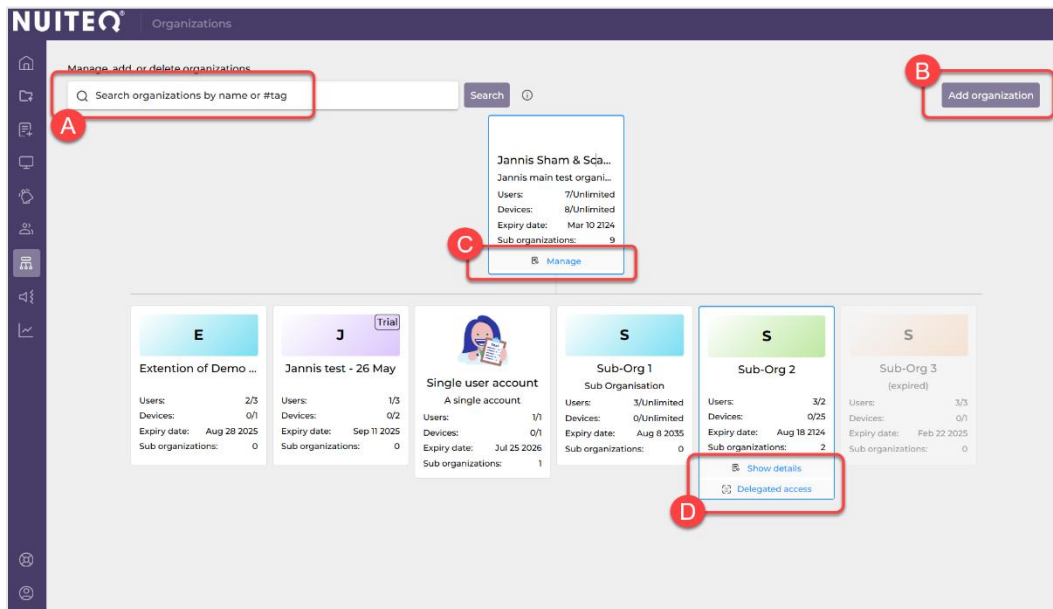 NUITEQ® Organizations
Manage, add, or delete organizations
Search organizations by name or #tag
Search
Add organization
A
B
Jannis Sham & Sca...
Jannis main test organi...
Users: 7/Unlimited
Devices: 8/Unlimited
Expiry date: Mar 10 2124
Sub organizations: 9
Manage
C
E
Extention of Demo ...
Users: 2/3
Devices: 0/1
Expiry date: Aug 28 2025
Sub organizations: 0
J
Trial
Jannis test - 26 May
Users: 1/3
Devices: 0/2
Expiry date: Sep 11 2025
Sub organizations: 0
Single user account
A single account
Users: 1/1
Devices: 0/1
Expiry date: Jul 25 2026
Sub organizations: 1
S
Sub-Org 1
Sub Organisation
Users: 3/Unlimited
Devices: 0/Unlimited
Expiry date: Aug 8 2035
Sub organizations: 0
S
Sub-Org 2
Users: 3/2
Devices: 0/25
Expiry date: Aug 18 2124
Sub organizations: 2
Show details
Delegated access
D
S
Sub-Org 3
(expired)
Users: 3/3
Devices: 0/1
Expiry date: Feb 22 2025
Sub organizations: 0